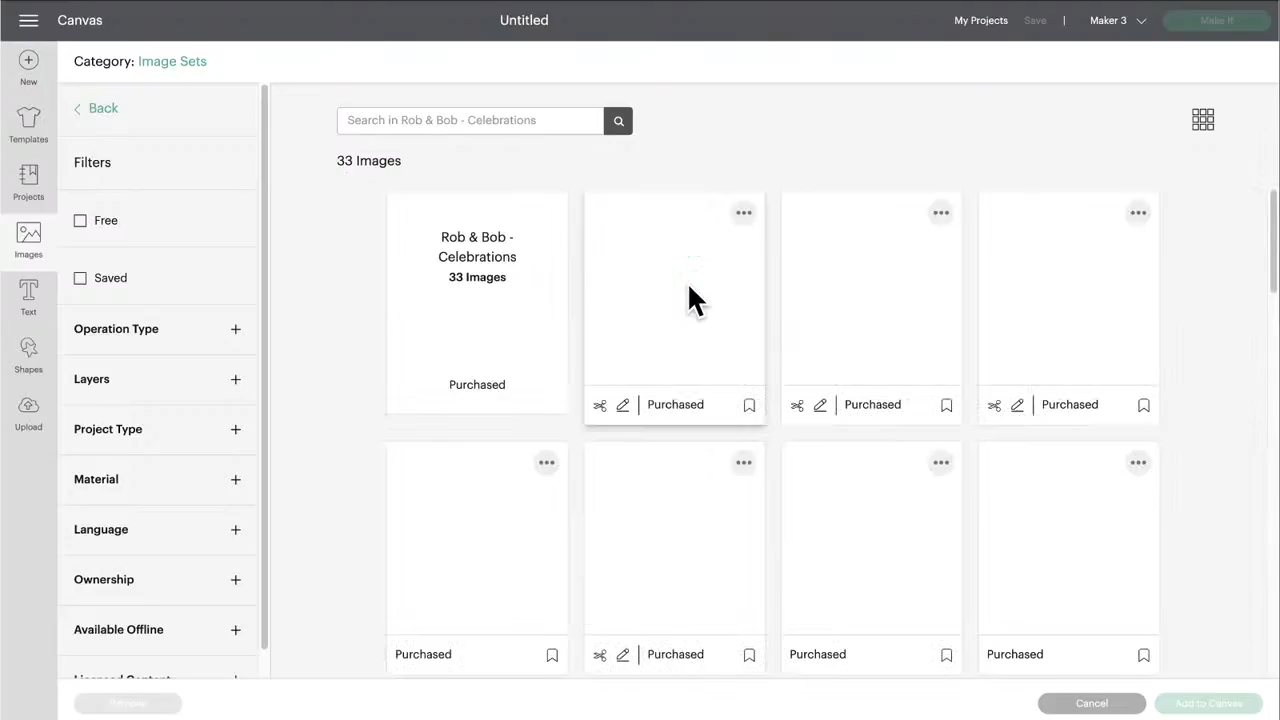 Canvas
Untitled
My Projects
Save
|
Maker 3
Make It
Category: Image Sets
New
Templates
Projects
Images
Text
Shapes
Upload
Back
Filters
Free
Saved
Operation Type
Layers
Project Type
Material
Language
Ownership
Available Offline
Licensed Content
Search in Rob & Bob - Celebrations
33 Images
Rob & Bob -
Celebrations
33 Images
Purchased
Purchased
Purchased
Purchased
Purchased
Purchased
Purchased
Purchased
Remove
Cancel
Add to Canvas